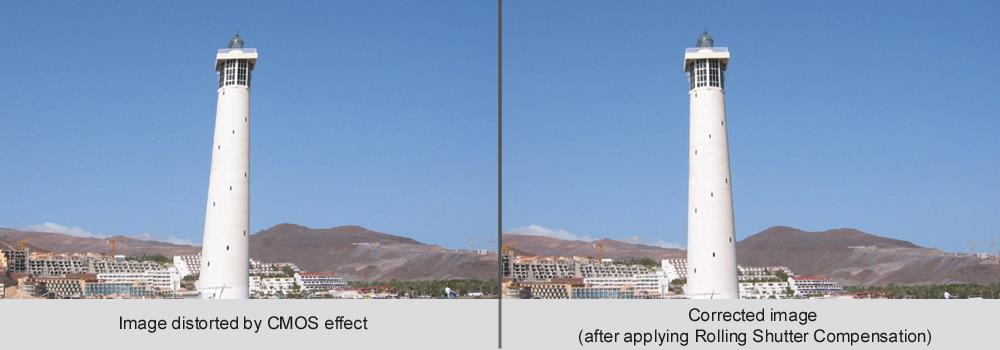 Image distorted by CMOS effect
Corrected image
(after applying Rolling Shutter Compensation)